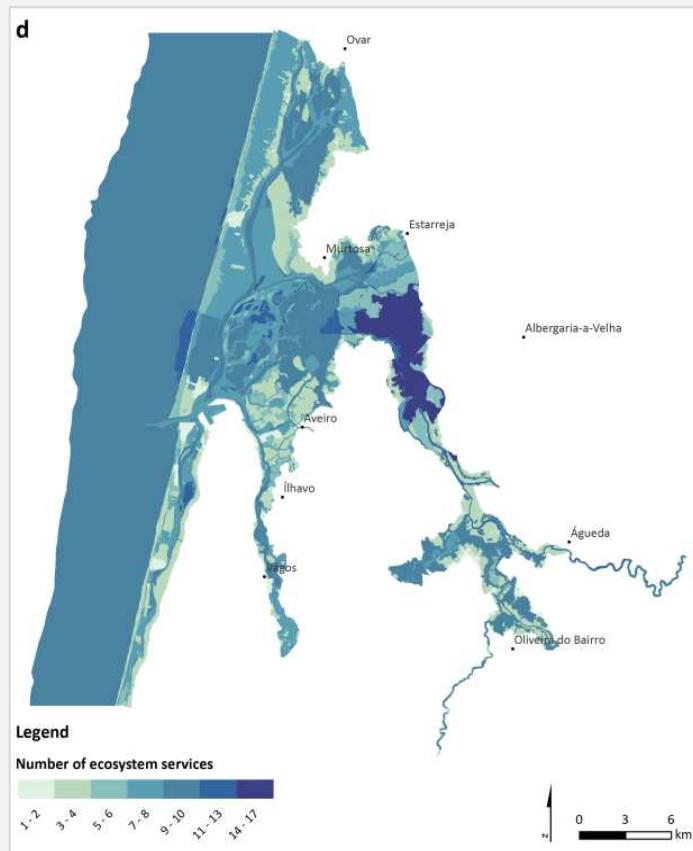 d
Ovar
Estarreja
Murtosa
Albergaria-a-Velha
Aveiro
Ílhavo
Águeda
Vagos
Oliveira do Bairro
Legend
Number of ecosystem services
1 - 2
3 - 4
5 - 6
7 - 8
9 - 10
11 - 13
14 - 17
N
0 3 6
km